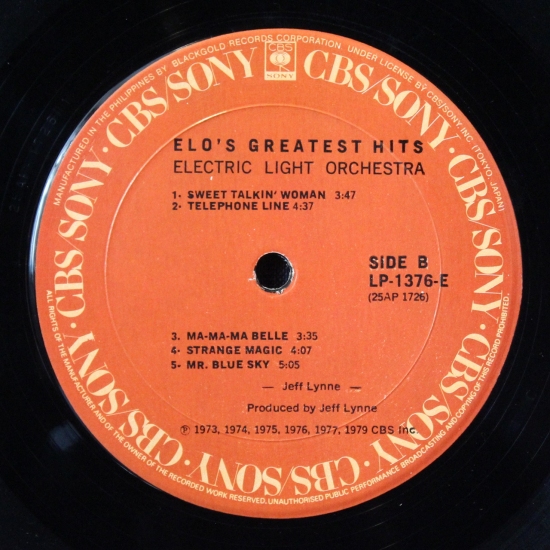 MANUFACTURED IN THE PHILIPPINES BY BLACKGOLD RECORDS CORPORATION. UNDER LICENSE BY CBS/SONY INC. (TOKYO, JAPAN)
CBS/SONY · CBS/SONY · CBS/SONY · CBS/SONY · CBS/SONY · CBS/SONY · CBS/SONY
CBS
SONY
ELO'S GREATEST HITS
ELECTRIC LIGHT ORCHESTRA
1· SWEET TALKIN' WOMAN 3:47
2· TELEPHONE LINE 4:37
SIDE B
LP-1376-E
(25AP 1726)
3. MA-MA-MA BELLE 3:35
4· STRANGE MAGIC 4:07
5· MR. BLUE SKY 5:05
— Jeff Lynne —
Produced by Jeff Lynne
Ⓟ 1973, 1974, 1975, 1976, 1977, 1979 CBS Inc.
ALL RIGHTS OF THE MANUFACTURER AND OF THE OWNER OF THE RECORDED WORK RESERVED. UNAUTHORISED PUBLIC PERFORMANCE BROADCASTING AND COPYING OF THIS RECORD PROHIBITED.